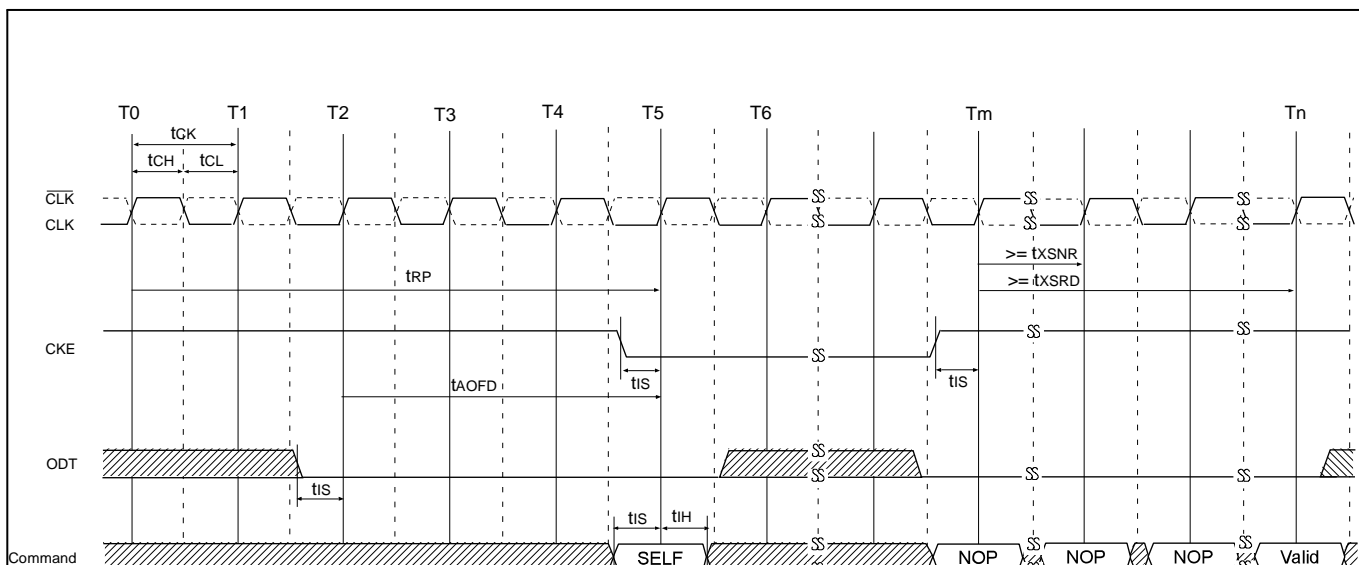 T0 T1 T2 T3 T4 T5 T6 Tm Tn
tCK
tCH tCL
CLK
CLK
>= tXSNR
tRP
>= tXSRD
CKE
tIS
tIS
tAOFD
ODT
tIS
tIS tIH
Command SELF NOP NOP NOP Valid